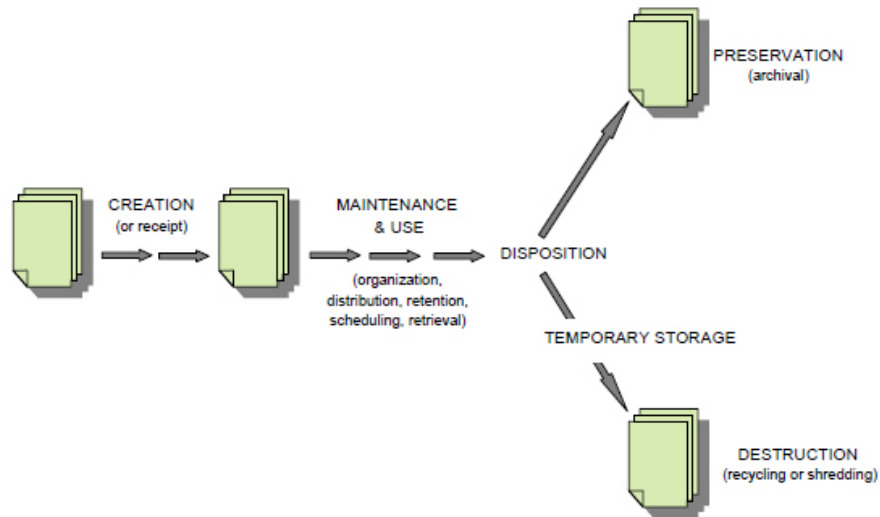 PRESERVATION
(archival)
CREATION
(or receipt)
MAINTENANCE
& USE
(organization,
distribution, retention,
scheduling, retrieval)
DISPOSITION
TEMPORARY STORAGE
DESTRUCTION
(recycling or shredding)